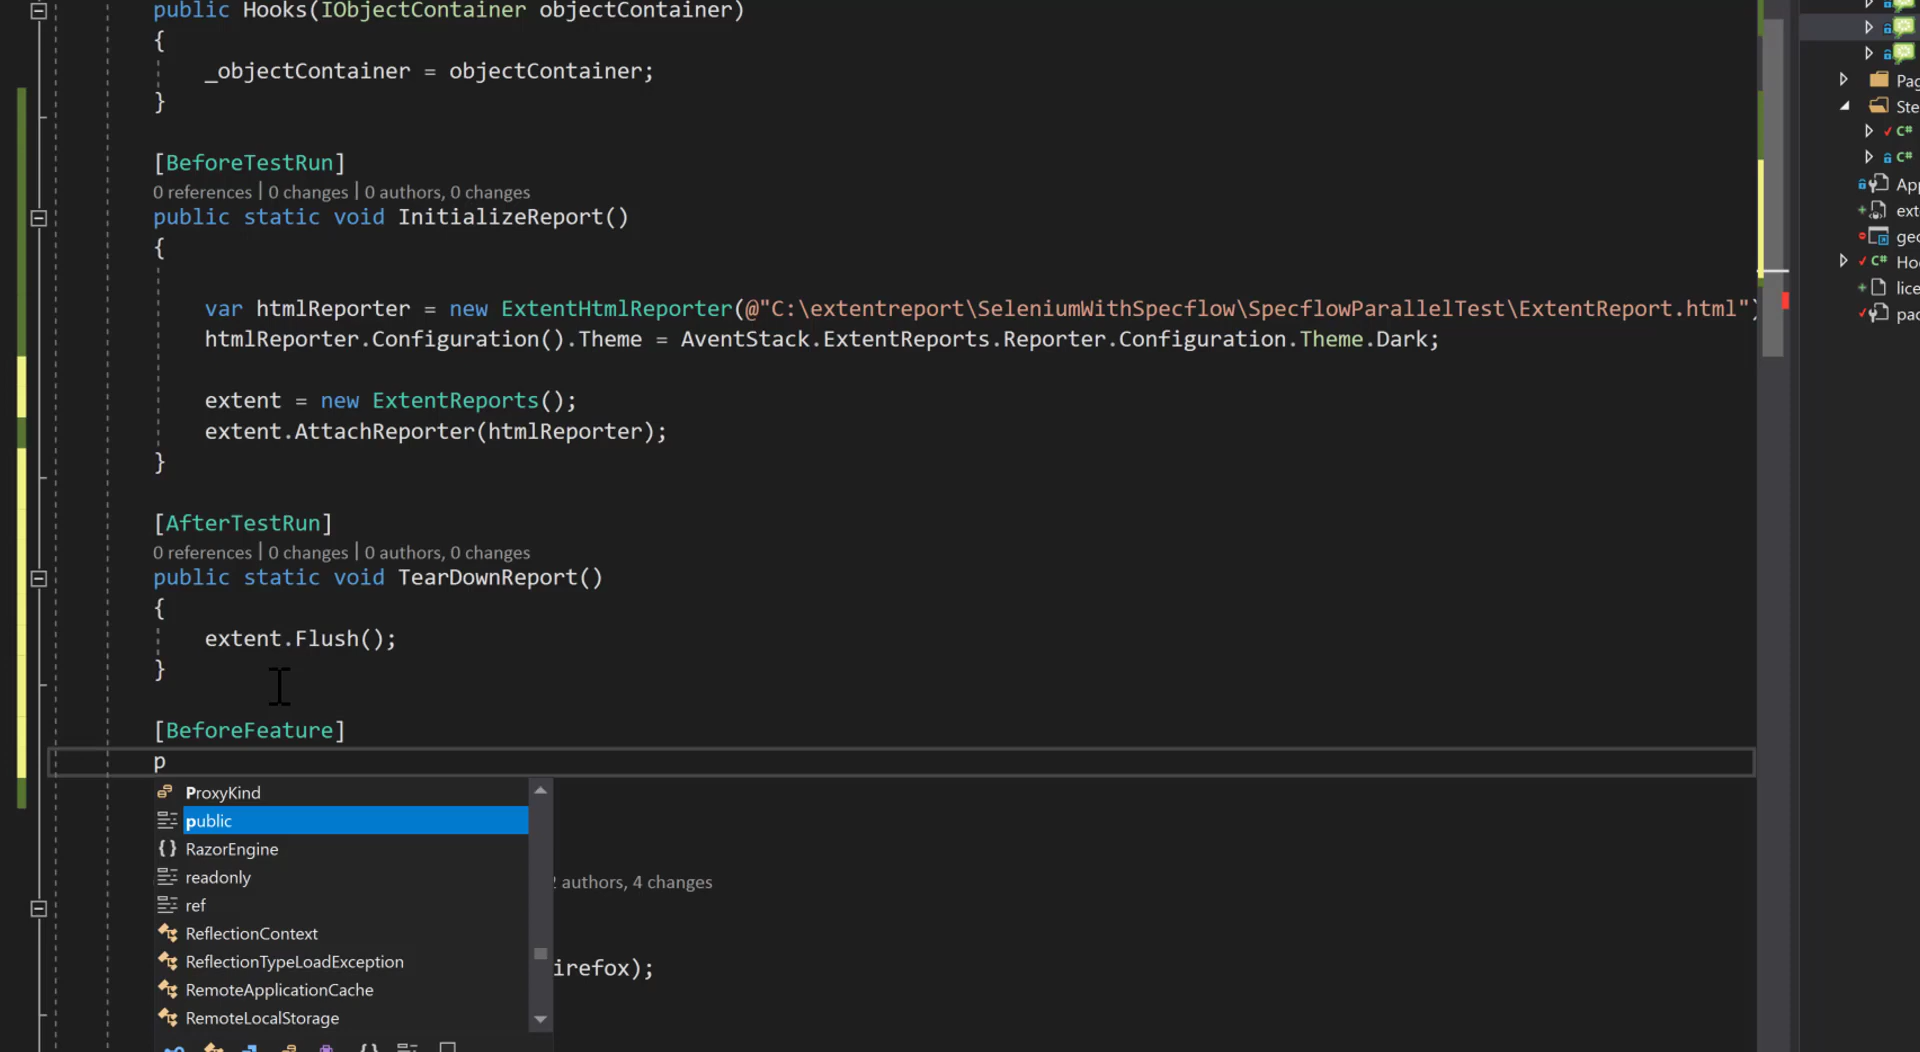 public Hooks(IObjectContainer objectContainer)
{
_objectContainer = objectContainer;
}
[BeforeTestRun]
0 references | 0 changes | 0 authors, 0 changes
public static void InitializeReport()
{
var htmlReporter = new ExtentHtmlReporter(@"C:\extentreport\SeleniumWithSpecflow\SpecflowParallelTest\ExtentReport.html")
htmlReporter.Configuration().Theme = AventStack.ExtentReports.Reporter.Configuration.Theme.Dark;
extent = new ExtentReports();
extent.AttachReporter(htmlReporter);
}
[AfterTestRun]
0 references | 0 changes | 0 authors, 0 changes
public static void TearDownReport()
{
extent.Flush();
}
[BeforeFeature]
p
ProxyKind
public
{} RazorEngine
readonly
ref
ReflectionContext
ReflectionTypeLoadException
RemoteApplicationCache
RemoteLocalStorage
2 authors, 4 changes
irefox);
Pag
Ste
C#
C#
App
exte
gec
C# Hoo
lice
pac